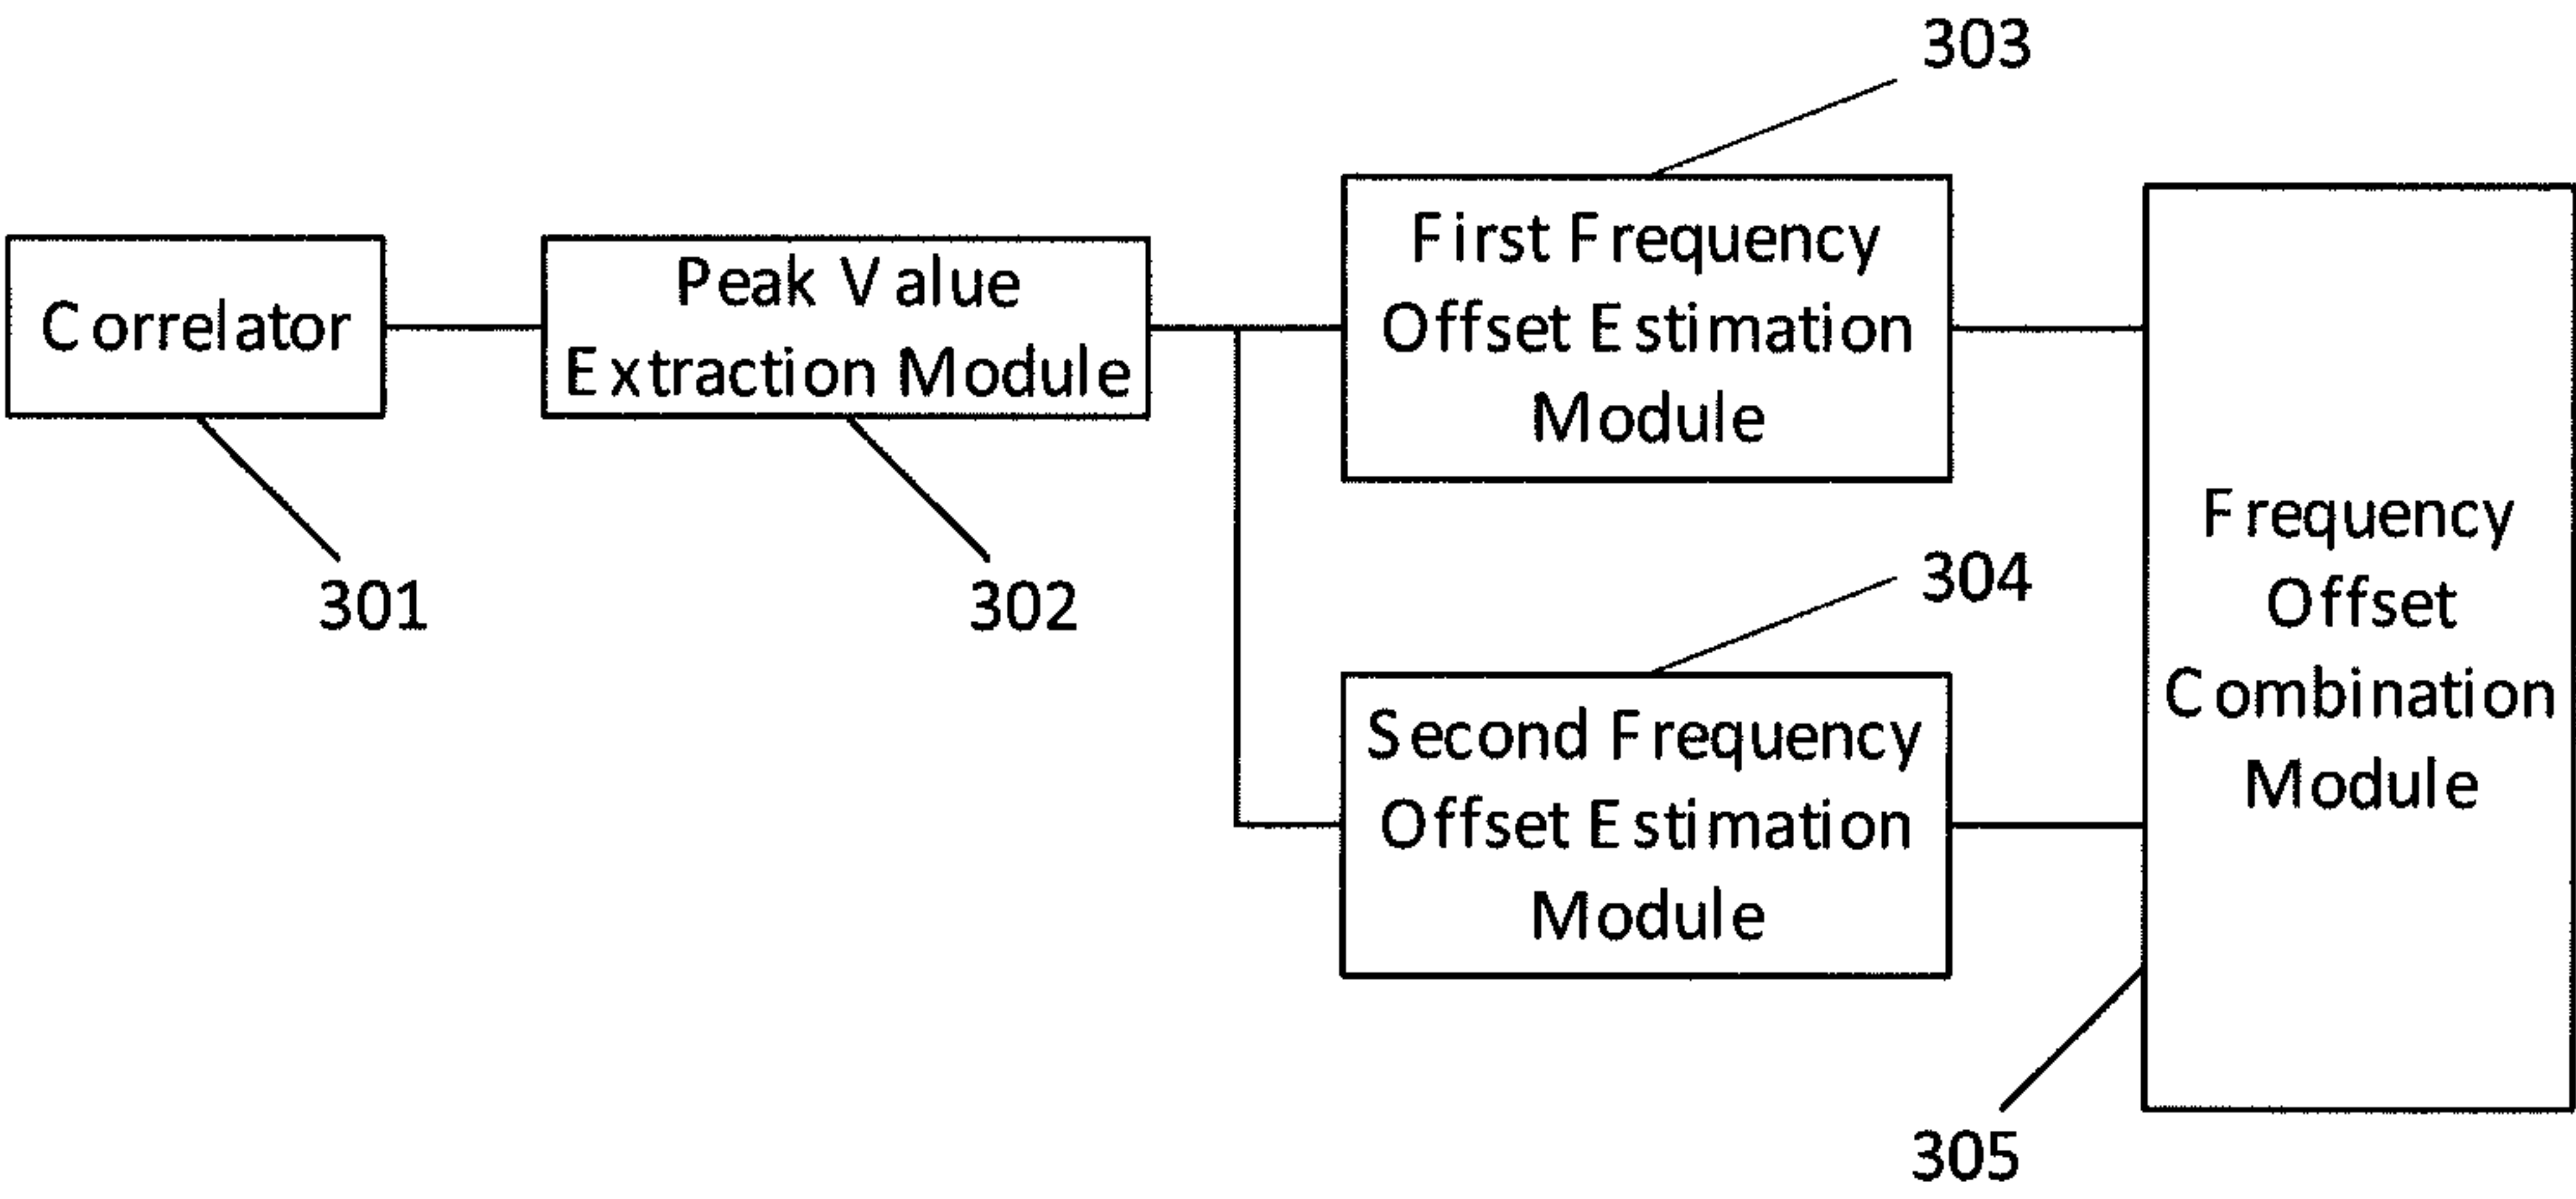 303
Correlator
Peak Value
Extraction Module
First Frequency
Offset Estimation
Module
301
302
304
Second Frequency
Offset Estimation
Module
Frequency
Offset
Combination
Module
305